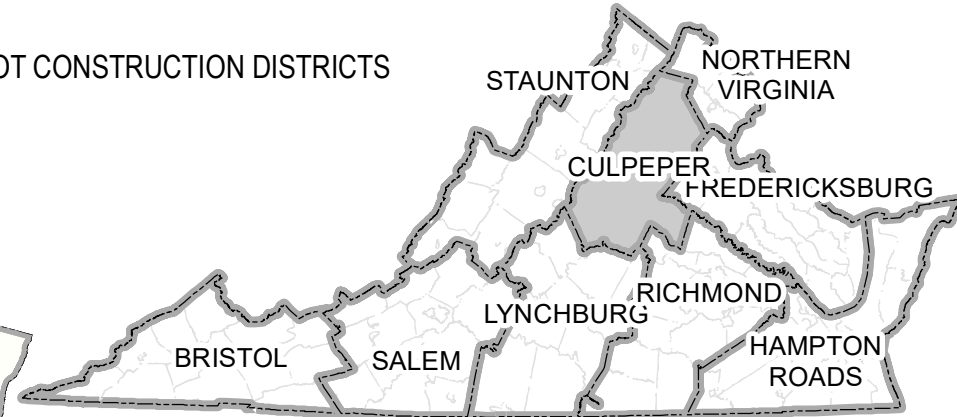 OT CONSTRUCTION DISTRICTS
STAUNTON
NORTHERN
VIRGINIA
CULPEPER
FREDERICKSBURG
LYNCHBURG
RICHMOND
BRISTOL
SALEM
HAMPTON
ROADS